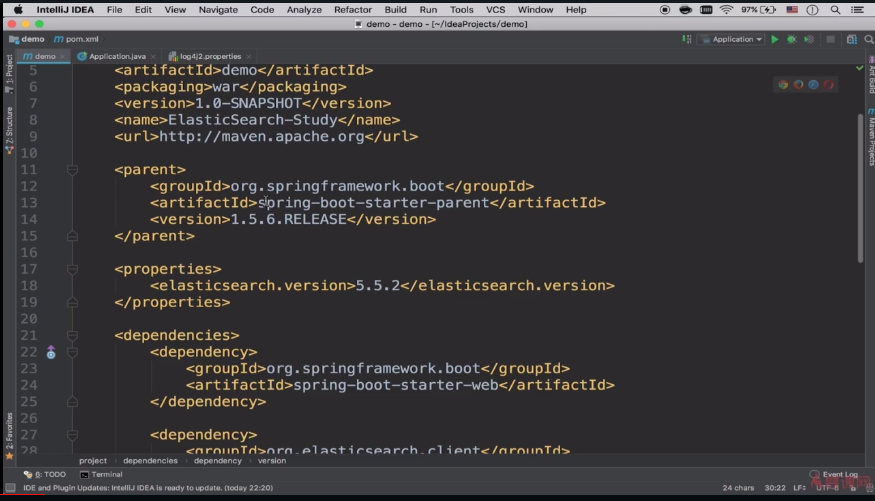 IntelliJ IDEA File Edit View Navigate Code Analyze Refactor Build Run Tools VCS Window Help 97%
demo – demo – [~/IdeaProjects/demo]
demo pom.xml Application
demo Application.java log4j2.properties
1: Project
Z: Structure
2: Favorites
Ant Build
Maven Projects
5 <artifactId>demo</artifactId>
6 <packaging>war</packaging>
7 <version>1.0-SNAPSHOT</version>
8 <name>ElasticSearch-Study</name>
9 <url>http://maven.apache.org</url>
10
11 <parent>
12 <groupId>org.springframework.boot</groupId>
13 <artifactId>spring-boot-starter-parent</artifactId>
14 <version>1.5.6.RELEASE</version>
15 </parent>
16
17 <properties>
18 <elasticsearch.version>5.5.2</elasticsearch.version>
19 </properties>
20
21 <dependencies>
22 <dependency>
23 <groupId>org.springframework.boot</groupId>
24 <artifactId>spring-boot-starter-web</artifactId>
25 </dependency>
26
27 <dependency>
28 <groupId>org.elasticsearch.client</groupId>
project dependencies dependency version
6: TODO Terminal Event Log
IDE and Plugin Updates: IntelliJ IDEA is ready to update. (today 22:20) 24 chars 30:22 LF: UTF-8